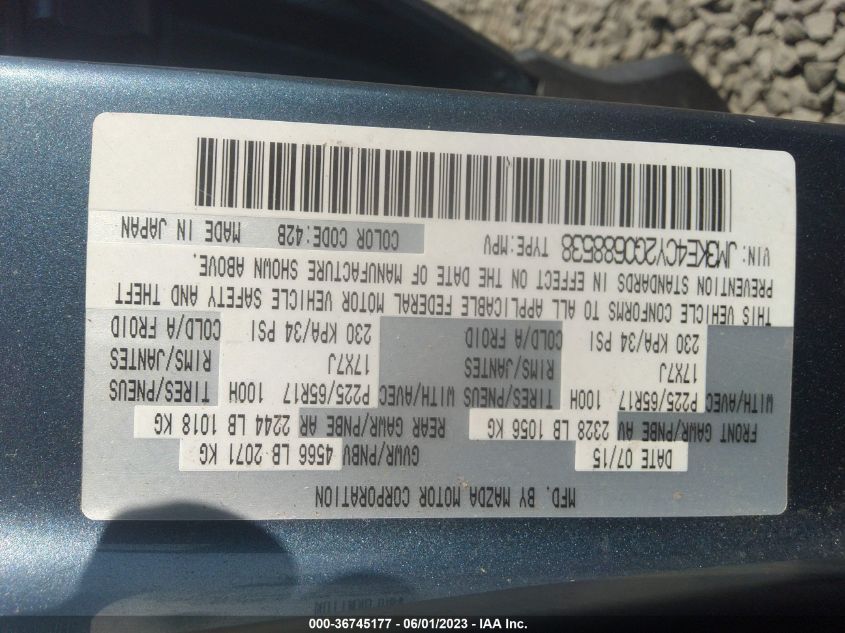 MFD. BY MAZDA MOTOR CORPORATION
DATE 07/15 GVWR/PNBV 4566 LB 2071 KG
FRONT GAWR/PNBE AV 2328 LB 1056 KG REAR GAWR/PNBE AR 2244 LB 1018 KG
WITH/AVEC P225/65R17 100H TIRES/PNEUS WITH/AVEC P225/65R17 100H TIRES/PNEUS
17X7J RIMS/JANTES 17X7J RIMS/JANTES
230 KPA/34 PSI COLD/A FROID 230 KPA/34 PSI COLD/A FROID
THIS VEHICLE CONFORMS TO ALL APPLICABLE FEDERAL MOTOR VEHICLE SAFETY AND THEFT
PREVENTION STANDARDS IN EFFECT ON THE DATE OF MANUFACTURE SHOWN ABOVE.
VIN: JM3KE4CY2G0688538 TYPE:MPV COLOR CODE:42B MADE IN JAPAN
000-36745177 - 06/01/2023 - © IAA Inc.